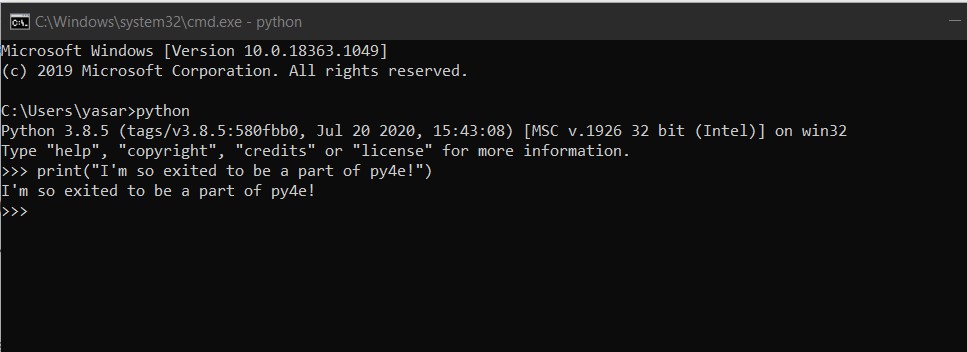 C:\Windows\system32\cmd.exe - python
Microsoft Windows [Version 10.0.18363.1049]
(c) 2019 Microsoft Corporation. All rights reserved.
C:\Users\yasar>python
Python 3.8.5 (tags/v3.8.5:580fbb0, Jul 20 2020, 15:43:08) [MSC v.1926 32 bit (Intel)] on win32
Type "help", "copyright", "credits" or "license" for more information.
>>> print("I'm so exited to be a part of py4e!")
I'm so exited to be a part of py4e!
>>>